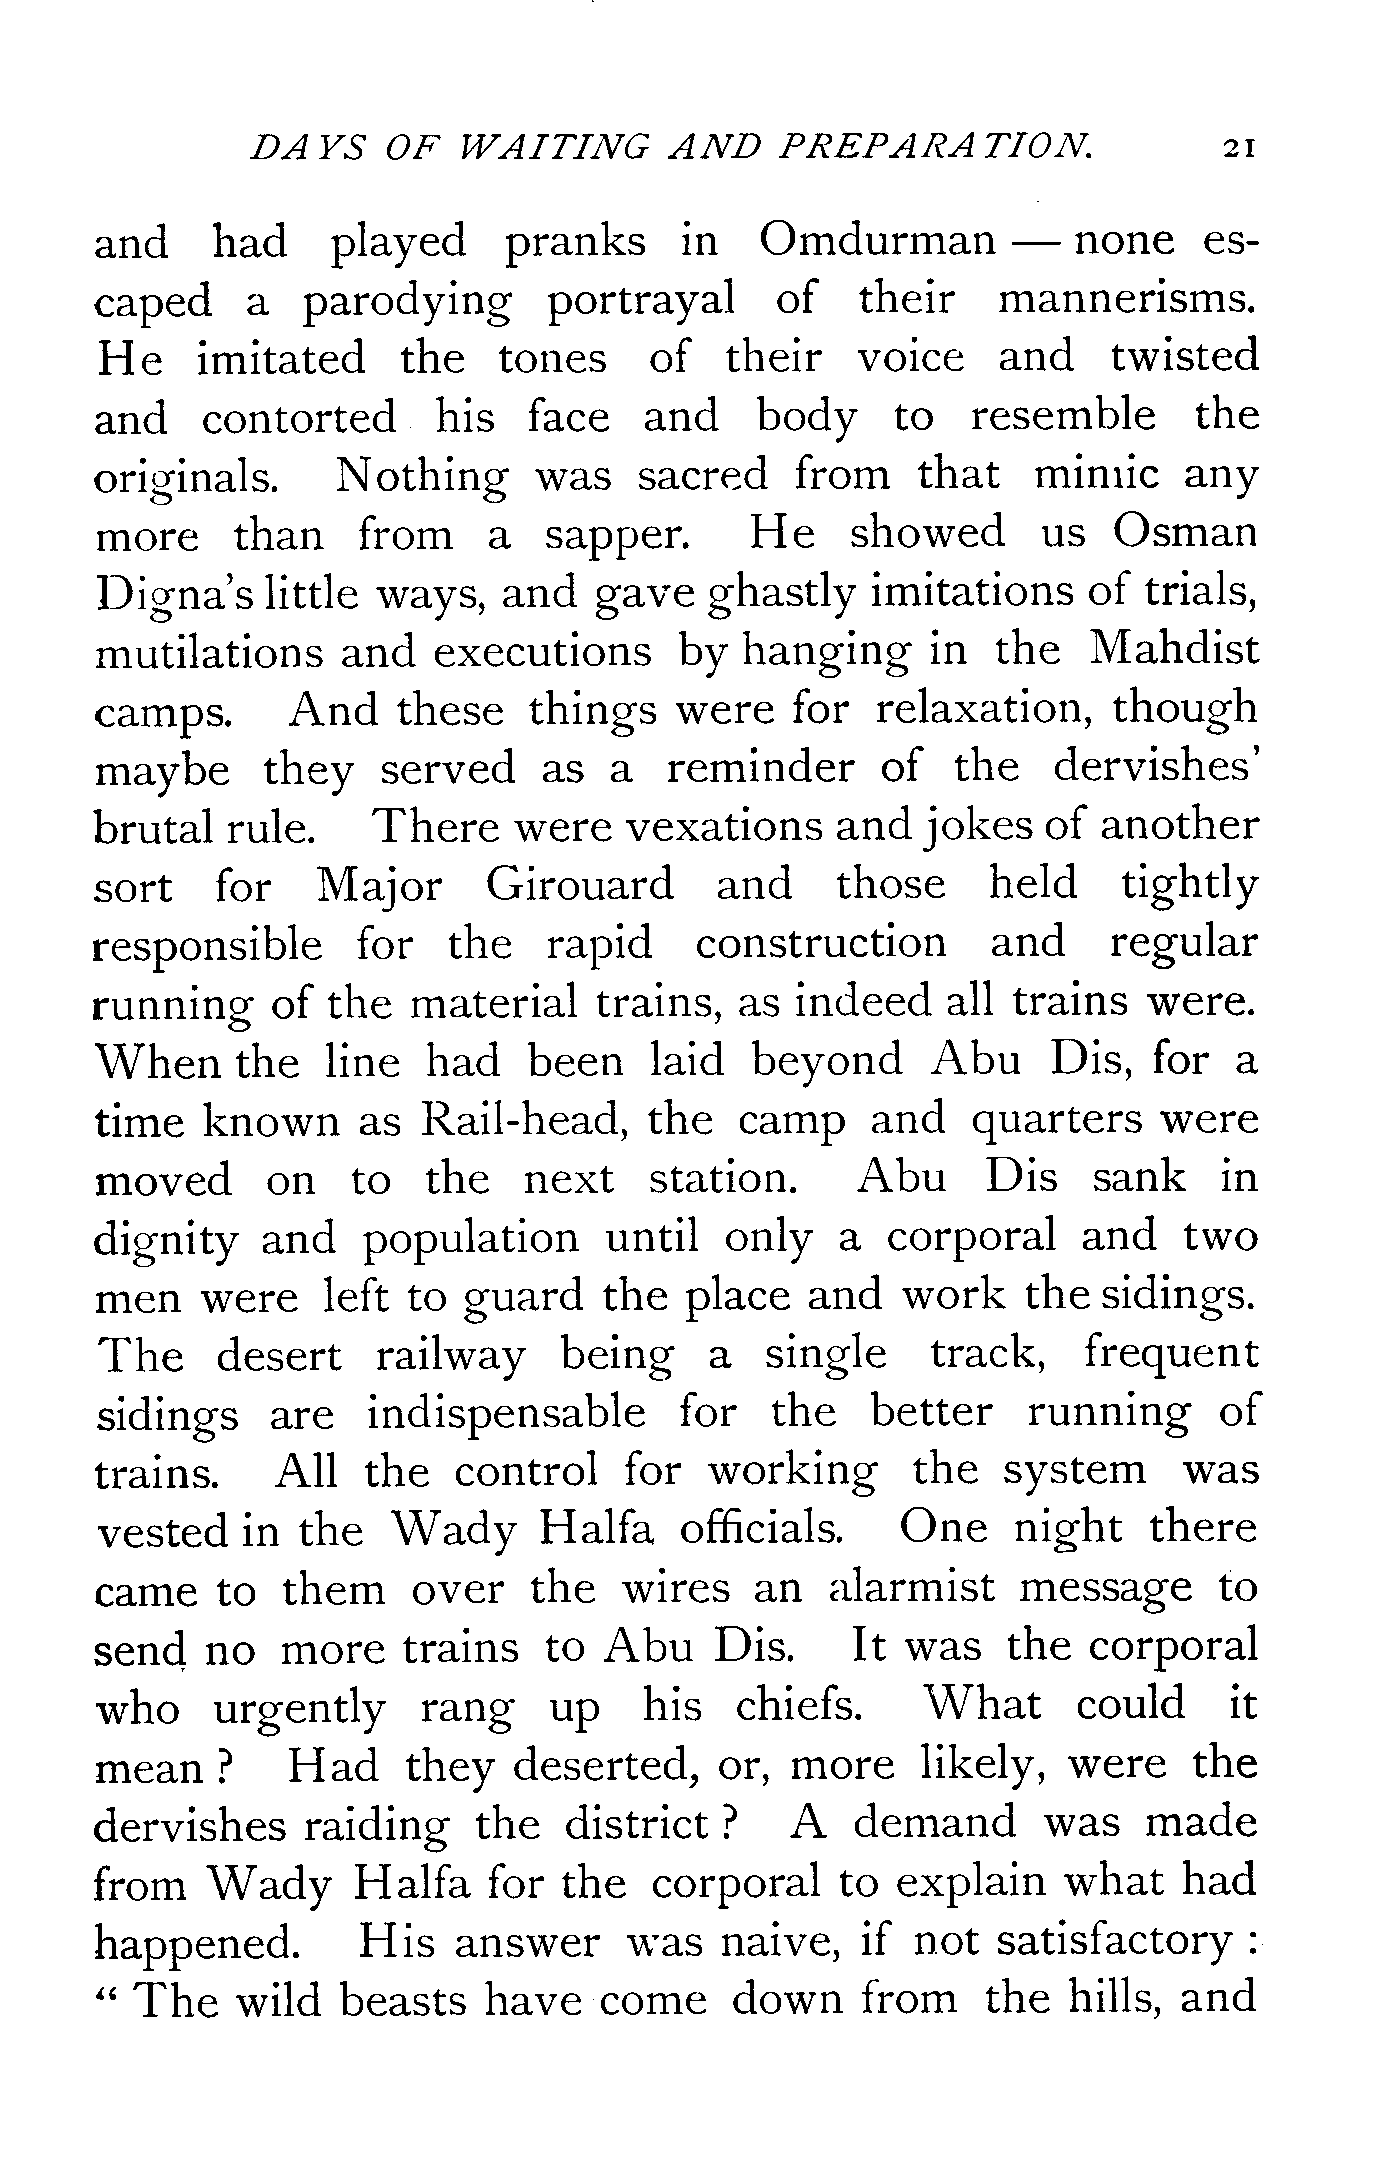 DAYS OF WAITING AND PREPARATION. 21
and had played pranks in Omdurman — none es-
caped a parodying portrayal of their mannerisms.
He imitated the tones of their voice and twisted
and contorted his face and body to resemble the
originals. Nothing was sacred from that mimic any
more than from a sapper. He showed us Osman
Digna's little ways, and gave ghastly imitations of trials,
mutilations and executions by hanging in the Mahdist
camps. And these things were for relaxation, though
maybe they served as a reminder of the dervishes'
brutal rule. There were vexations and jokes of another
sort for Major Girouard and those held tightly
responsible for the rapid construction and regular
running of the material trains, as indeed all trains were.
When the line had been laid beyond Abu Dis, for a
time known as Rail-head, the camp and quarters were
moved on to the next station. Abu Dis sank in
dignity and population until only a corporal and two
men were left to guard the place and work the sidings.
The desert railway being a single track, frequent
sidings are indispensable for the better running of
trains. All the control for working the system was
vested in the Wady Halfa officials. One night there
came to them over the wires an alarmist message to
send no more trains to Abu Dis. It was the corporal
who urgently rang up his chiefs. What could it
mean ? Had they deserted, or, more likely, were the
dervishes raiding the district ? A demand was made
from Wady Halfa for the corporal to explain what had
happened. His answer was naive, if not satisfactory :
“ The wild beasts have come down from the hills, and